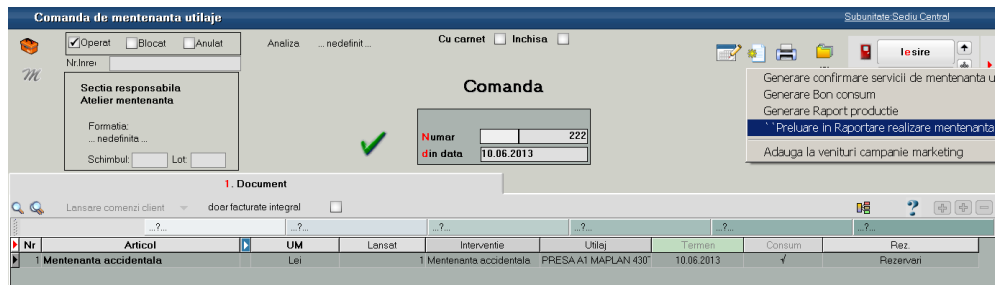 Comanda de mentenanta utilaje
Subunitate:Sediu Central
Operat Blocat Anulat
Analiza ... nedefinit ...
Cu carnet Inchisa
Iesire
Nr.Inrei
Sectia responsabila
Atelier mentenanta
Formatia:
... nedefinita ...
Schimbul: Lot:
Comanda
Numar 222
din data 10.06.2013
Generare confirmare servicii de mentenanta u
Generare Bon consum
Generare Raport productie
``Preluare in Raportare realizare mentenanta
Adauga la venituri campanie marketing
1. Document
Lansare comenzi client doar facturate integral
...?... ...?... ...?... ...?... ...?... ...?...
Nr Articol UM Lansat Interventie Utilaj Termen Consum Rez.
1 Mentenanta accidentala Lei 1 Mentenanta accidentala PRESA A1 MAPLAN 430T 10.06.2013 √ Rezervari